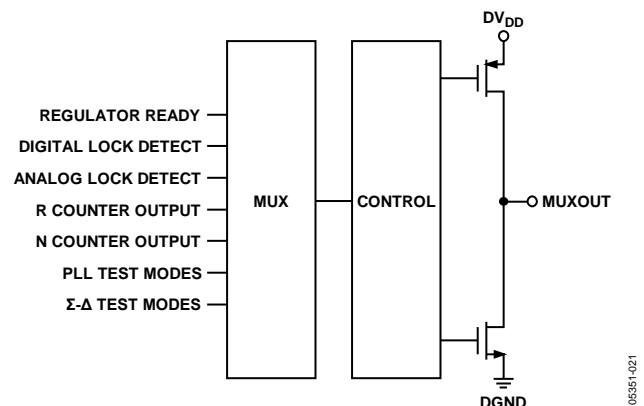 DVDD
REGULATOR READY
DIGITAL LOCK DETECT
ANALOG LOCK DETECT
R COUNTER OUTPUT
N COUNTER OUTPUT
PLL TEST MODES
Σ-Δ TEST MODES
MUX
CONTROL
MUXOUT
DGND
05351-021